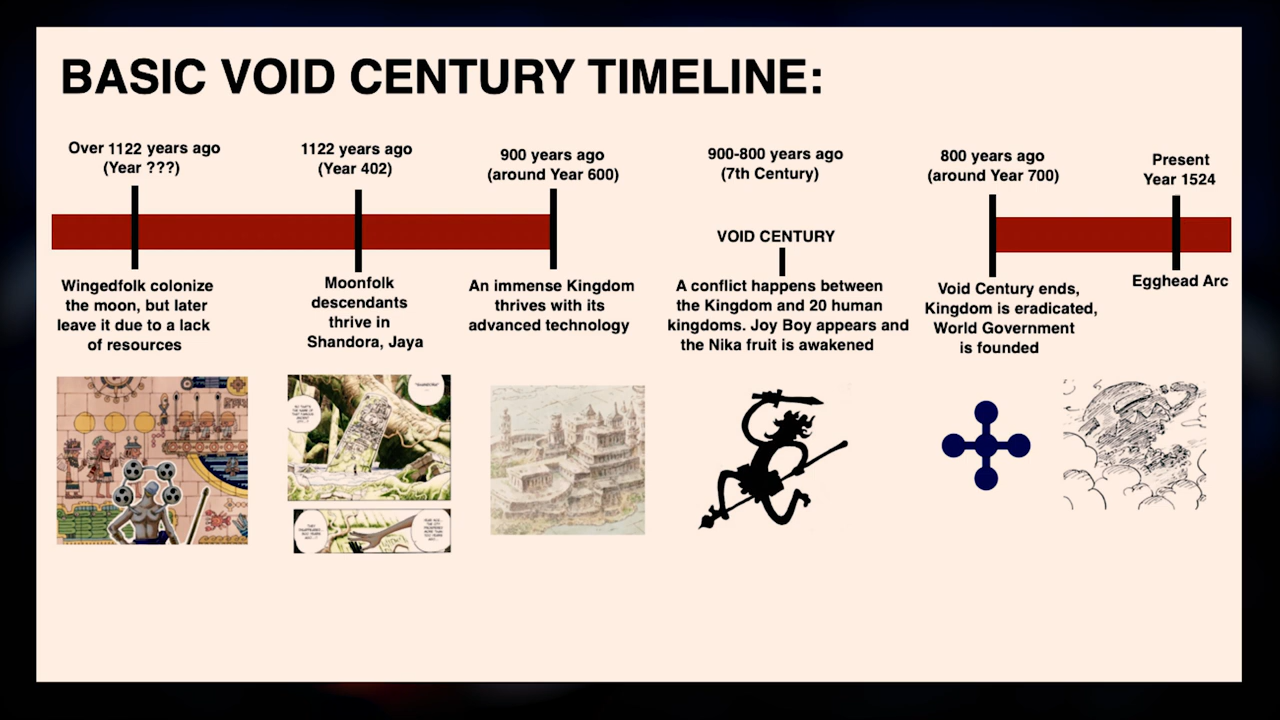 BASIC VOID CENTURY TIMELINE:
Over 1122 years ago
(Year ???)
1122 years ago
(Year 402)
900 years ago
(around Year 600)
900-800 years ago
(7th Century)
800 years ago
(around Year 700)
Present
Year 1524
VOID CENTURY
Wingedfolk colonize
the moon, but later
leave it due to a lack
of resources
Moonfolk
descendants
thrive in
Shandora, Jaya
An immense Kingdom
thrives with its
advanced technology
A conflict happens between
the Kingdom and 20 human
kingdoms. Joy Boy appears and
the Nika fruit is awakened
Void Century ends,
Kingdom is eradicated,
World Government
is founded
Egghead Arc